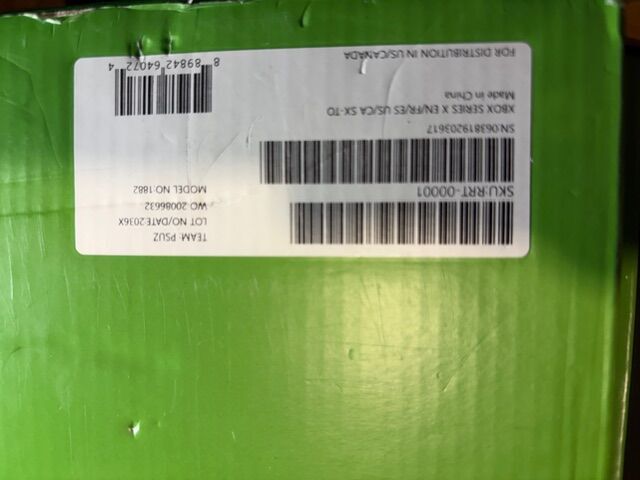 TEAM: PSUZ
LOT NO/DATE:2036X
WO 20086632
MODEL NO:1882
SKU:RRT-00001
SN:063819203617
XBOX SERIES X EN/FR/ES US/CA SX-TO
Made in China
FOR DISTRIBUTION IN US/CANADA
8 89842 64072 4